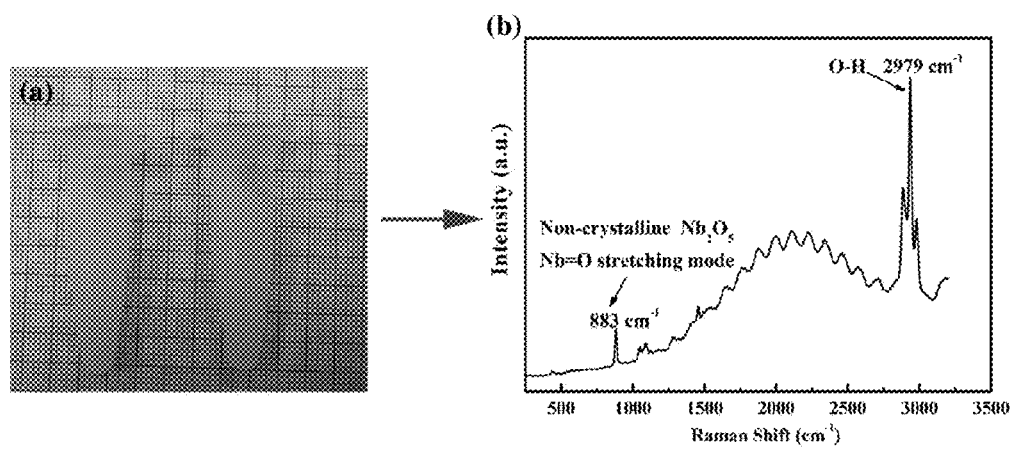 (a)
(b)
O-H 2979 cm⁻¹
Non-crystalline Nb₂O₅
Nb=O stretching mode
883 cm⁻¹
Intensity (a.u.)
500 1000 1500 2000 2500 3000 3500
Raman Shift (cm⁻¹)